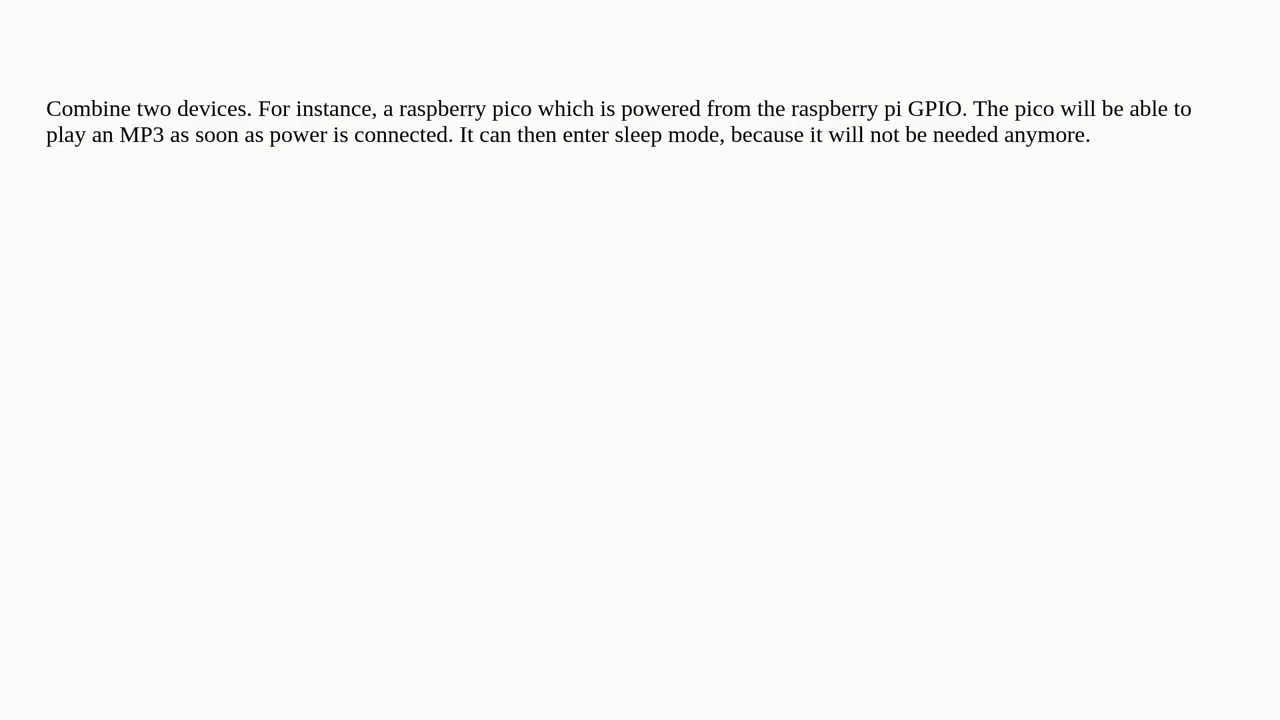 Combine two devices. For instance, a raspberry pico which is powered from the raspberry pi GPIO. The pico will be able to
play an MP3 as soon as power is connected. It can then enter sleep mode, because it will not be needed anymore.